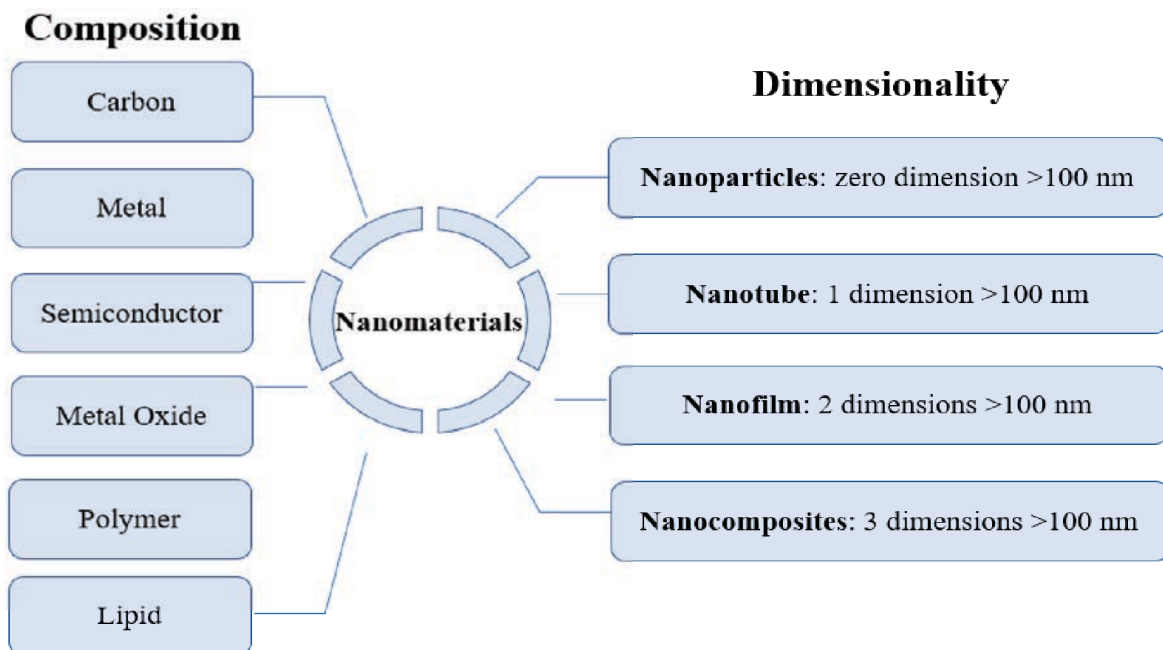 Composition
Carbon
Metal
Semiconductor
Metal Oxide
Polymer
Lipid
Nanomaterials
Dimensionality
Nanoparticles: zero dimension >100 nm
Nanotube: 1 dimension >100 nm
Nanofilm: 2 dimensions >100 nm
Nanocomposites: 3 dimensions >100 nm